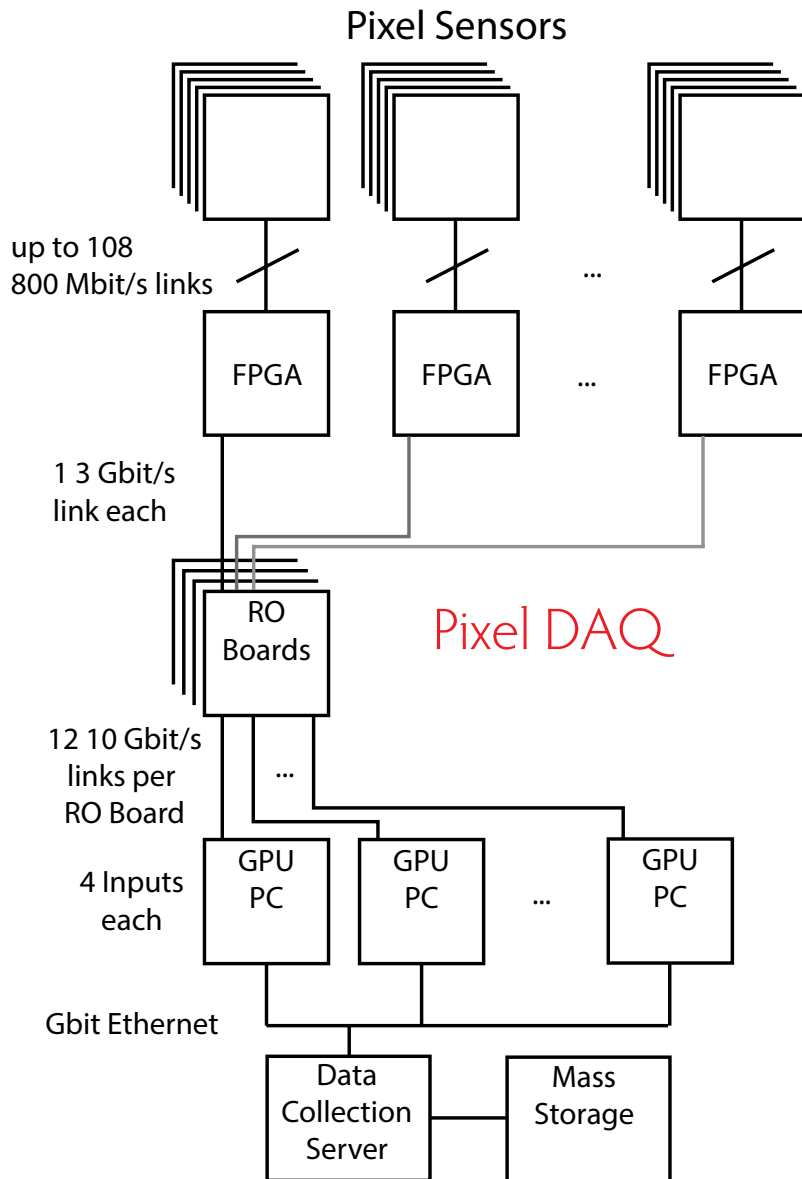 Pixel Sensors
up to 108
800 Mbit/s links
...
FPGA
FPGA
...
FPGA
1 3 Gbit/s
link each
RO
Boards
Pixel DAQ
12 10 Gbit/s
links per
RO Board
...
4 Inputs
each
GPU
PC
GPU
PC
...
GPU
PC
Gbit Ethernet
Data
Collection
Server
Mass
Storage